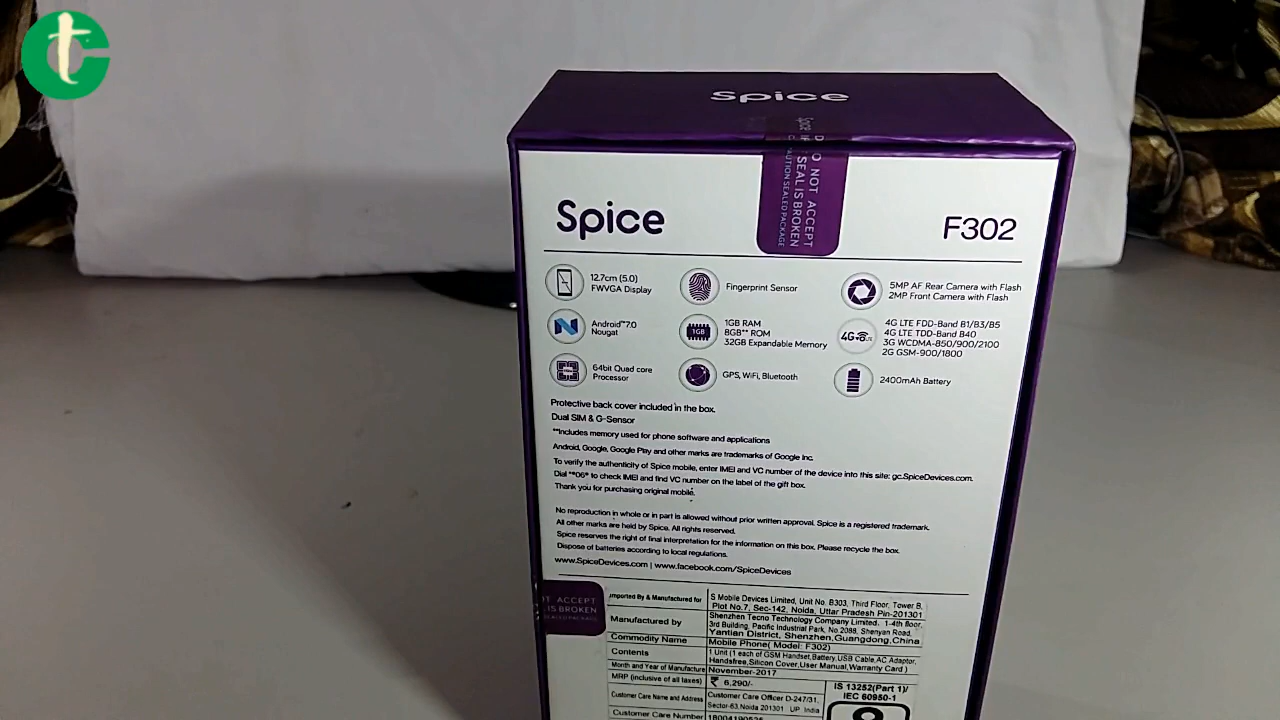 Spice
DO NOT ACCEPT
IF SEAL IS BROKEN
CAUTION SEALED PACKAGE
Spice
F302
12.7cm (5.0)
FWVGA Display
Fingerprint Sensor
5MP AF Rear Camera with Flash
2MP Front Camera with Flash
Android™7.0
Nougat
1GB
1GB RAM
8GB** ROM
32GB Expandable Memory
4G
4G LTE FDD-Band B1/B3/B5
4G LTE TDD-Band B40
3G WCDMA-850/900/2100
2G GSM-900/1800
64bit Quad core
Processor
GPS, WiFi, Bluetooth
2400mAh Battery
Protective back cover included in the box.
Dual SIM & G-Sensor
**Includes memory used for phone software and applications
Android, Google, Google Play and other marks are trademarks of Google Inc.
To verify the authenticity of Spice mobile, enter IMEI and VC number of the device into this site: gc.SpiceDevices.com.
Dial *#06# to check IMEI and find VC number on the label of the gift box.
Thank you for purchasing original mobile.
No reproduction in whole or in part is allowed without prior written approval. Spice is a registered trademark.
All other marks are held by Spice. All rights reserved.
Spice reserves the right of final interpretation for the information on this box. Please recycle the box.
Dispose of batteries according to local regulations.
www.SpiceDevices.com | www.facebook.com/SpiceDevices
ACCEPT
IS BROKEN
Imported By & Manufactured for
S Mobile Devices Limited, Unit No. B303, Third Floor, Tower B,
Plot No.7, Sec-142, Noida, Uttar Pradesh Pin-201301
Manufactured by
Shenzhen Tecno Technology Company Limited. 1-4th floor,
3rd Building, Pacific Industrial Park, No.2088, Shenyan Road,
Yantian District, Shenzhen,Guangdong,China
Commodity Name
Mobile Phone( Model: F302)
Contents
1 Unit (1 each of GSM Handset,Battery,USB Cable,AC Adaptor,
Handsfree,Silicon Cover,User Manual,Warranty Card )
Month and Year of Manufacture
November-2017
MRP (inclusive of all taxes)
₹ 6,290/-
Customer Care Name and Address
Customer Care Officer D-247/31,
Sector-63,Noida 201301 UP India
IS 13252(Part 1)/
IEC 60950-1
Customer Care Number